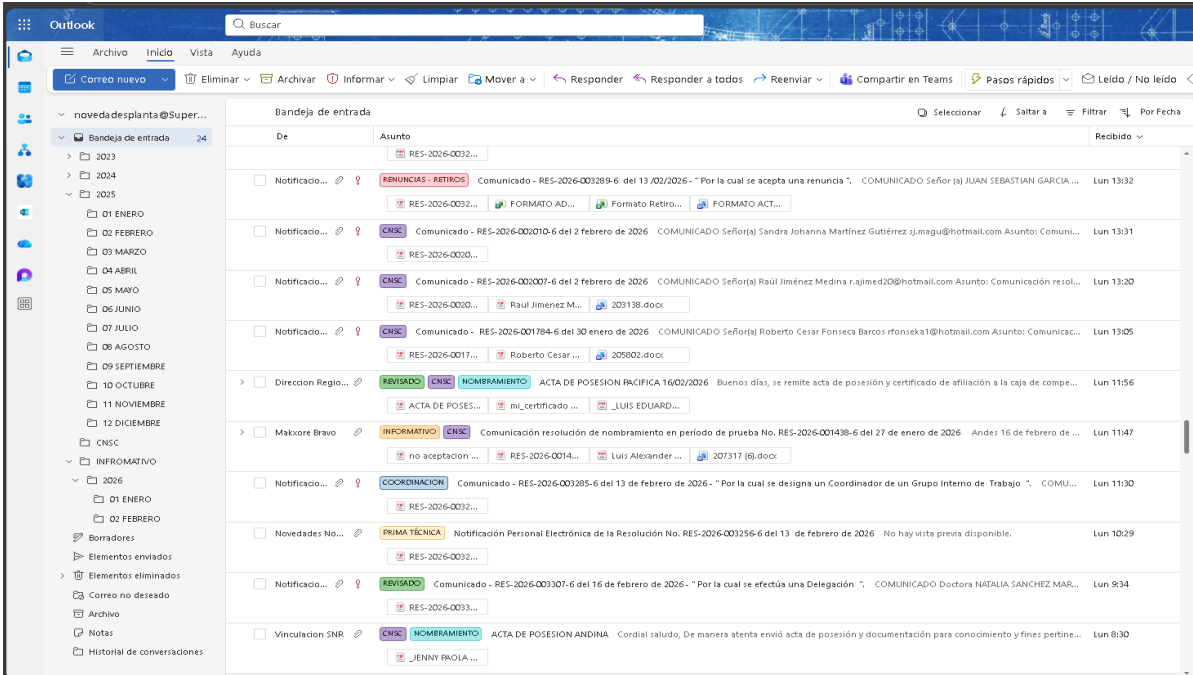 Outlook
Buscar
Archivo Inicio Vista Ayuda
Correo nuevo Eliminar Archivar Informar Limpiar Mover a Responder Responder a todos Reenviar Compartir en Teams Pasos rápidos Leído / No leído
novedadesplanta@Super...
Bandeja de entrada 24
2023
2024
2025
01 ENERO
02 FEBRERO
03 MARZO
04 ABRIL
05 MAYO
06 JUNIO
07 JULIO
08 AGOSTO
09 SEPTIEMBRE
10 OCTUBRE
11 NOVIEMBRE
12 DICIEMBRE
CNSC
INFROMATIVO
2026
01 ENERO
02 FEBRERO
Borradores
Elementos enviados
Elementos eliminados
Correo no deseado
Archivo
Notas
Historial de conversaciones
Bandeja de entrada Seleccionar Saltar a Filtrar Por Fecha
De Asunto Recibido
RES-2026-0032...
Notificacio... RENUNCIAS - RETIROS Comunicado - RES-2026-003289-6 del 13 /02/2026 - " Por la cual se acepta una renuncia ". COMUNICADO Señor (a) JUAN SEBASTIAN GARCIA ... Lun 13:32
RES-2026-0032... FORMATO AD... Formato Retiro... FORMATO ACT...
Notificacio... CNSC Comunicado - RES-2026-002010-6 del 2 febrero de 2026 COMUNICADO Señor(a) Sandra Johanna Martínez Gutiérrez sj.magu@hotmail.com Asunto: Comuni... Lun 13:31
RES-2026-0020...
Notificacio... CNSC Comunicado - RES-2026-002007-6 del 2 febrero de 2026 COMUNICADO Señor(a) Raúl Jiménez Medina r.ajimed20@hotmail.com Asunto: Comunicación resol... Lun 13:20
RES-2026-0020... Raul Jimenez M... 203138.docx
Notificacio... CNSC Comunicado - RES-2026-001784-6 del 30 enero de 2026 COMUNICADO Señor(a) Roberto Cesar Fonseca Barcos rfonseka1@hotmail.com Asunto: Comunicac... Lun 13:05
RES-2026-0017... Roberto Cesar ... 205802.docx
Direccion Regio... REVISADO CNSC NOMBRAMIENTO ACTA DE POSESION PACIFICA 16/02/2026 Buenos días, se remite acta de posesión y certificado de afiliación a la caja de compe... Lun 11:56
ACTA DE POSES... mi_certificado ... _LUIS EDUARD...
Makxore Bravo INFORMATIVO CNSC Comunicación resolución de nombramiento en período de prueba No. RES-2026-001438-6 del 27 de enero de 2026 Andes 16 de febrero de ... Lun 11:47
no aceptacion ... RES-2026-0014... Luis Alexander ... 207317 (6).docx
Notificacio... COORDINACION Comunicado - RES-2026-003285-6 del 13 de febrero de 2026 - " Por la cual se designa un Coordinador de un Grupo Interno de Trabajo ". COMU... Lun 11:30
RES-2026-0032...
Novedades No... PRIMA TÉCNICA Notificación Personal Electrónica de la Resolución No. RES-2026-003256-6 del 13 de febrero de 2026 No hay vista previa disponible. Lun 10:29
RES-2026-0032...
Notificacio... REVISADO Comunicado - RES-2026-003307-6 del 16 de febrero de 2026 - " Por la cual se efectúa una Delegación ". COMUNICADO Doctora NATALIA SANCHEZ MAR... Lun 9:34
RES-2026-0033...
Vinculacion SNR CNSC NOMBRAMIENTO ACTA DE POSESION ANDINA Cordial saludo, De manera atenta envió acta de posesión y documentación para conocimiento y fines pertine... Lun 8:30
_JENNY PAOLA ...